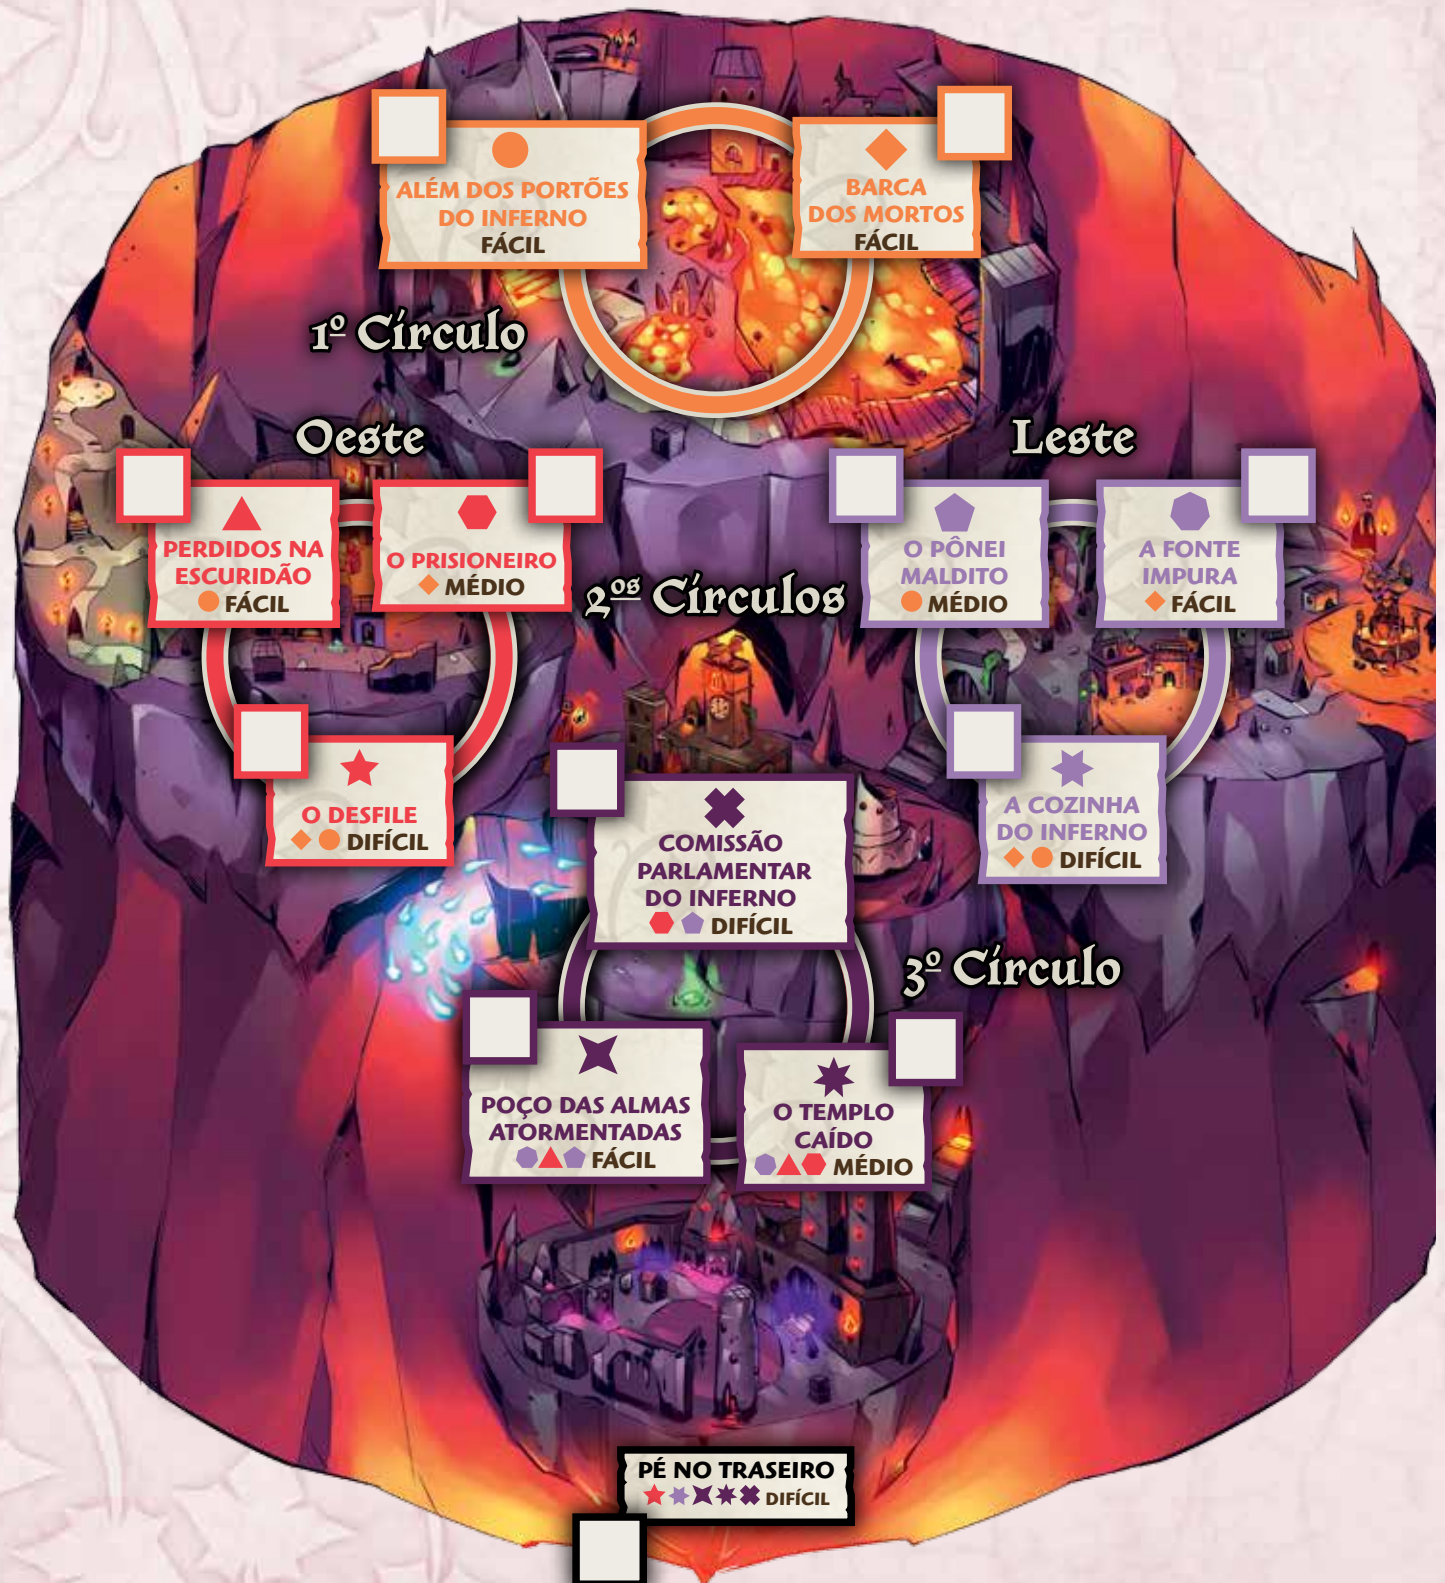 ALÉM DOS PORTÕES
DO INFERNO
FÁCIL
BARCA
DOS MORTOS
FÁCIL
1º Círculo
Oeste
Leste
PERDIDOS NA
ESCURIDÃO
FÁCIL
O PRISIONEIRO
MÉDIO
2ºˢ Círculos
O PÔNEI
MALDITO
MÉDIO
A FONTE
IMPURA
FÁCIL
O DESFILE
DIFÍCIL
A COZINHA
DO INFERNO
DIFÍCIL
COMISSÃO
PARLAMENTAR
DO INFERNO
DIFÍCIL
3º Círculo
POÇO DAS ALMAS
ATORMENTADAS
FÁCIL
O TEMPLO
CAÍDO
MÉDIO
PÉ NO TRASEIRO
DIFÍCIL